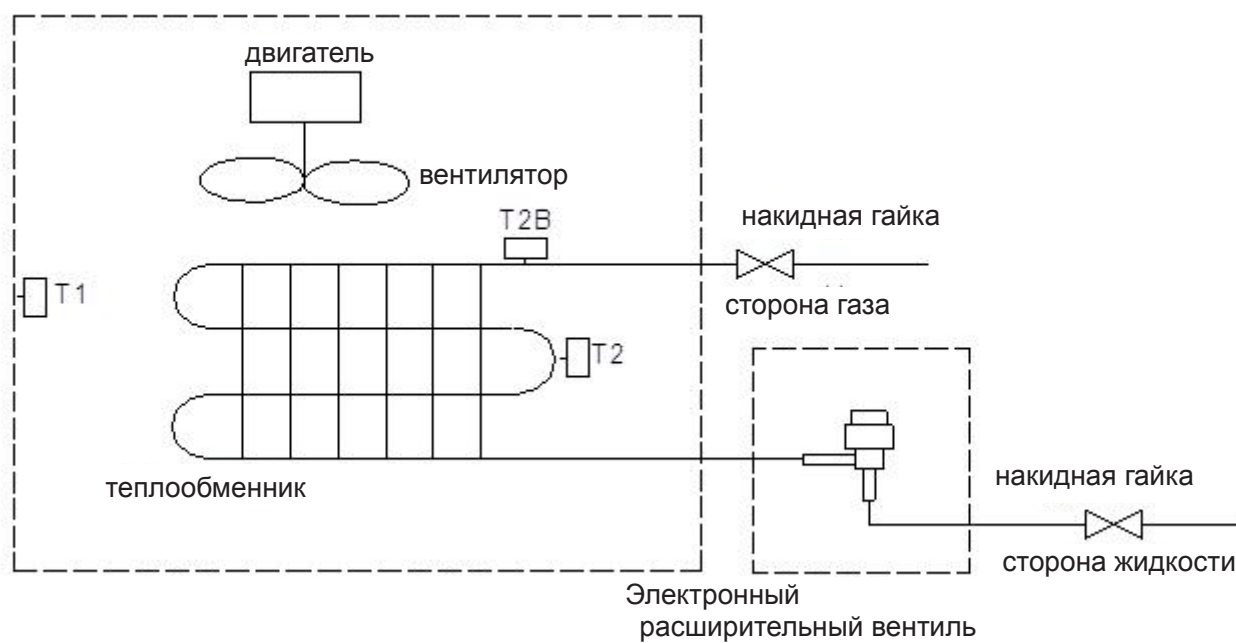 двигатель
вентилятор
T2B
накидная гайка
T1
сторона газа
T2
теплообменник
накидная гайка
сторона жидкости
Электронный
расширительный вентиль